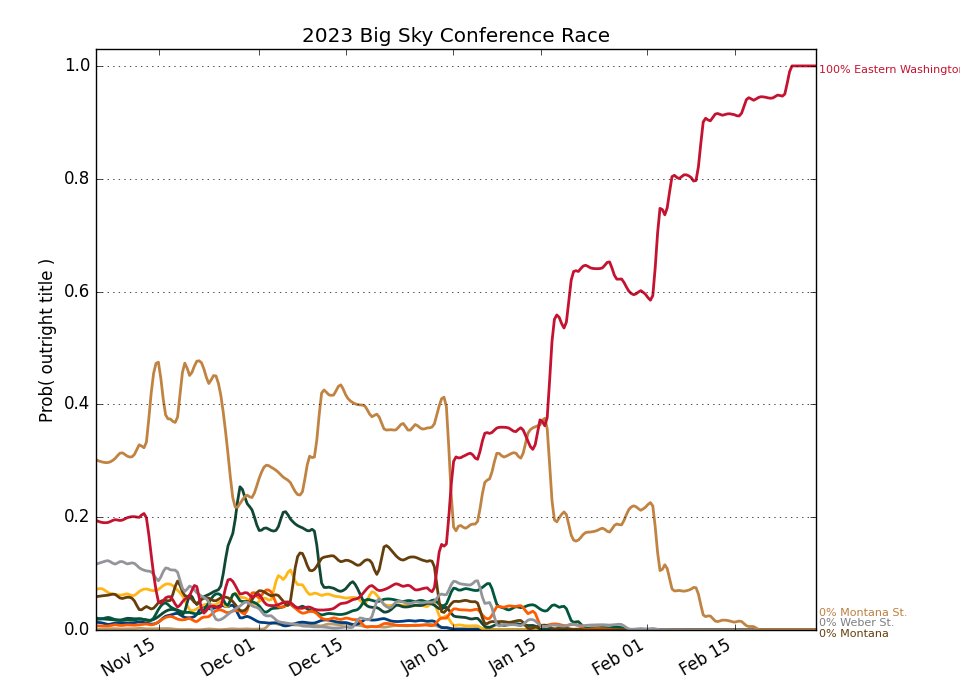 2023 Big Sky Conference Race
Prob( outright title )
1.0
0.8
0.6
0.4
0.2
0.0
Nov 15
Dec 01
Dec 15
Jan 01
Jan 15
Feb 01
Feb 15
100% Eastern Washington
0% Montana St.
0% Weber St.
0% Montana